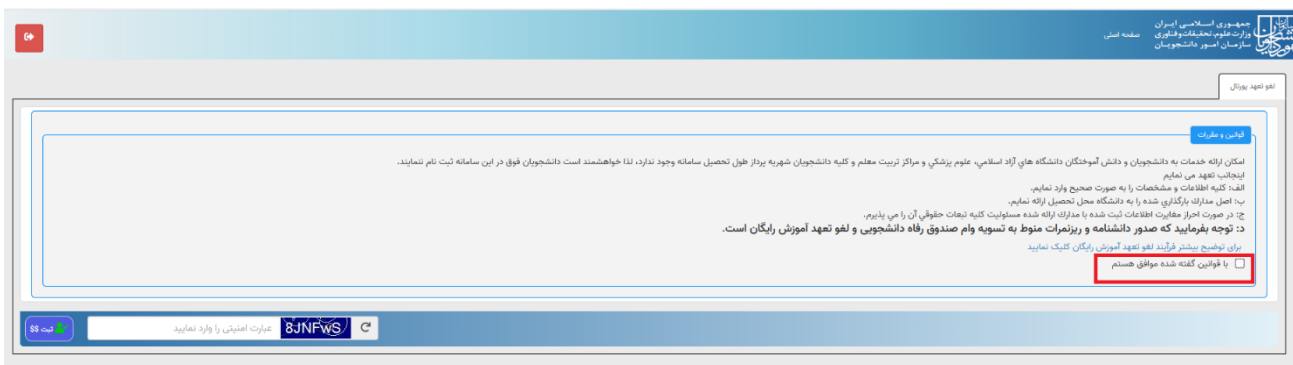 جمهوری اسلامی ایران
وزارت علوم، تحقیقات و فناوری
سازمان امور دانشجویان
صفحه اصلی
لغو تعهد پورتال
قوانین و مقررات
امکان ارائه خدمات به دانشجویان و دانش آموختگان دانشگاه هاي آزاد اسلامي، علوم پزشكي و مراكز تربيت معلم و كليه دانشجويان شهريه پرداز طول تحصيل سامانه وجود ندارد، لذا خواهشمند است دانشجويان فوق در اين سامانه ثبت نام ننمايند.
اينجانب تعهد مى نمايم
الف: كليه اطلاعات و مشخصات را به صورت صحيح وارد نمايم.
ب: اصل مدارك بارگذاري شده را به دانشگاه محل تحصيل ارائه نمايم.
ج: در صورت احراز مغايرت اطلاعات ثبت شده با مدارك ارائه شده مسئوليت كليه تبعات حقوقي آن را مي پذيرم.
د: توجه بفرمایید که صدور دانشنامه و ریزنمرات منوط به تسویه وام صندوق رفاه دانشجویی و لغو تعهد آموزش رایگان است.
برای توضیح بیشتر فرآیند لغو تعهد آموزش رایگان کلیک نمایید
با قوانین گفته شده موافق هستم
8JNFwS
عبارت امنیتی را وارد نمایید
ثبت $$